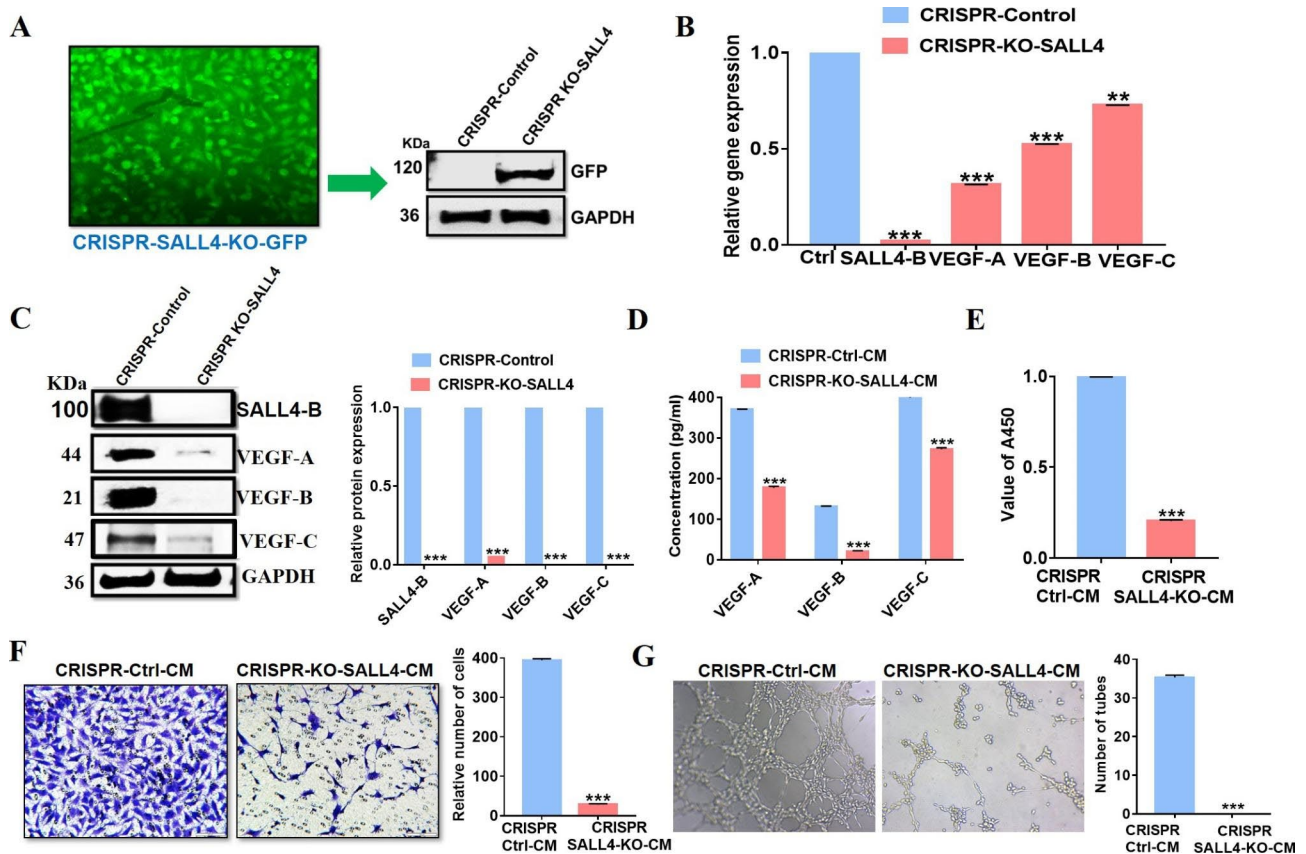 A
CRISPR-SALL4-KO-GFP
CRISPR-Control
CRISPR KO-SALL4
KDa
120
GFP
36
GAPDH
B
CRISPR-Control
CRISPR-KO-SALL4
Relative gene expression
1.0
0.5
0.0
***
***
***
**
Ctrl SALL4-B VEGF-A VEGF-B VEGF-C
C
CRISPR-Control
CRISPR KO-SALL4
KDa
100
SALL4-B
44
VEGF-A
21
VEGF-B
47
VEGF-C
36
GAPDH
CRISPR-Control
CRISPR-KO-SALL4
Relative protein expression
1.0
0.5
0.0
***
***
***
***
SALL4-B
VEGF-A
VEGF-B
VEGF-C
D
CRISPR-Ctrl-CM
CRISPR-KO-SALL4-CM
Concentration (pg/ml)
400
300
200
100
0
***
***
***
VEGF-A
VEGF-B
VEGF-C
E
Value of A450
1.0
0.5
0.0
***
CRISPR
Ctrl-CM
CRISPR
SALL4-KO-CM
F
CRISPR-Ctrl-CM
CRISPR-KO-SALL4-CM
Relative number of cells
400
300
200
100
0
***
CRISPR
Ctrl-CM
CRISPR
SALL4-KO-CM
G
CRISPR-Ctrl-CM
CRISPR-KO-SALL4-CM
Number of tubes
40
30
20
10
0
***
CRISPR
Ctrl-CM
CRISPR
SALL4-KO-CM